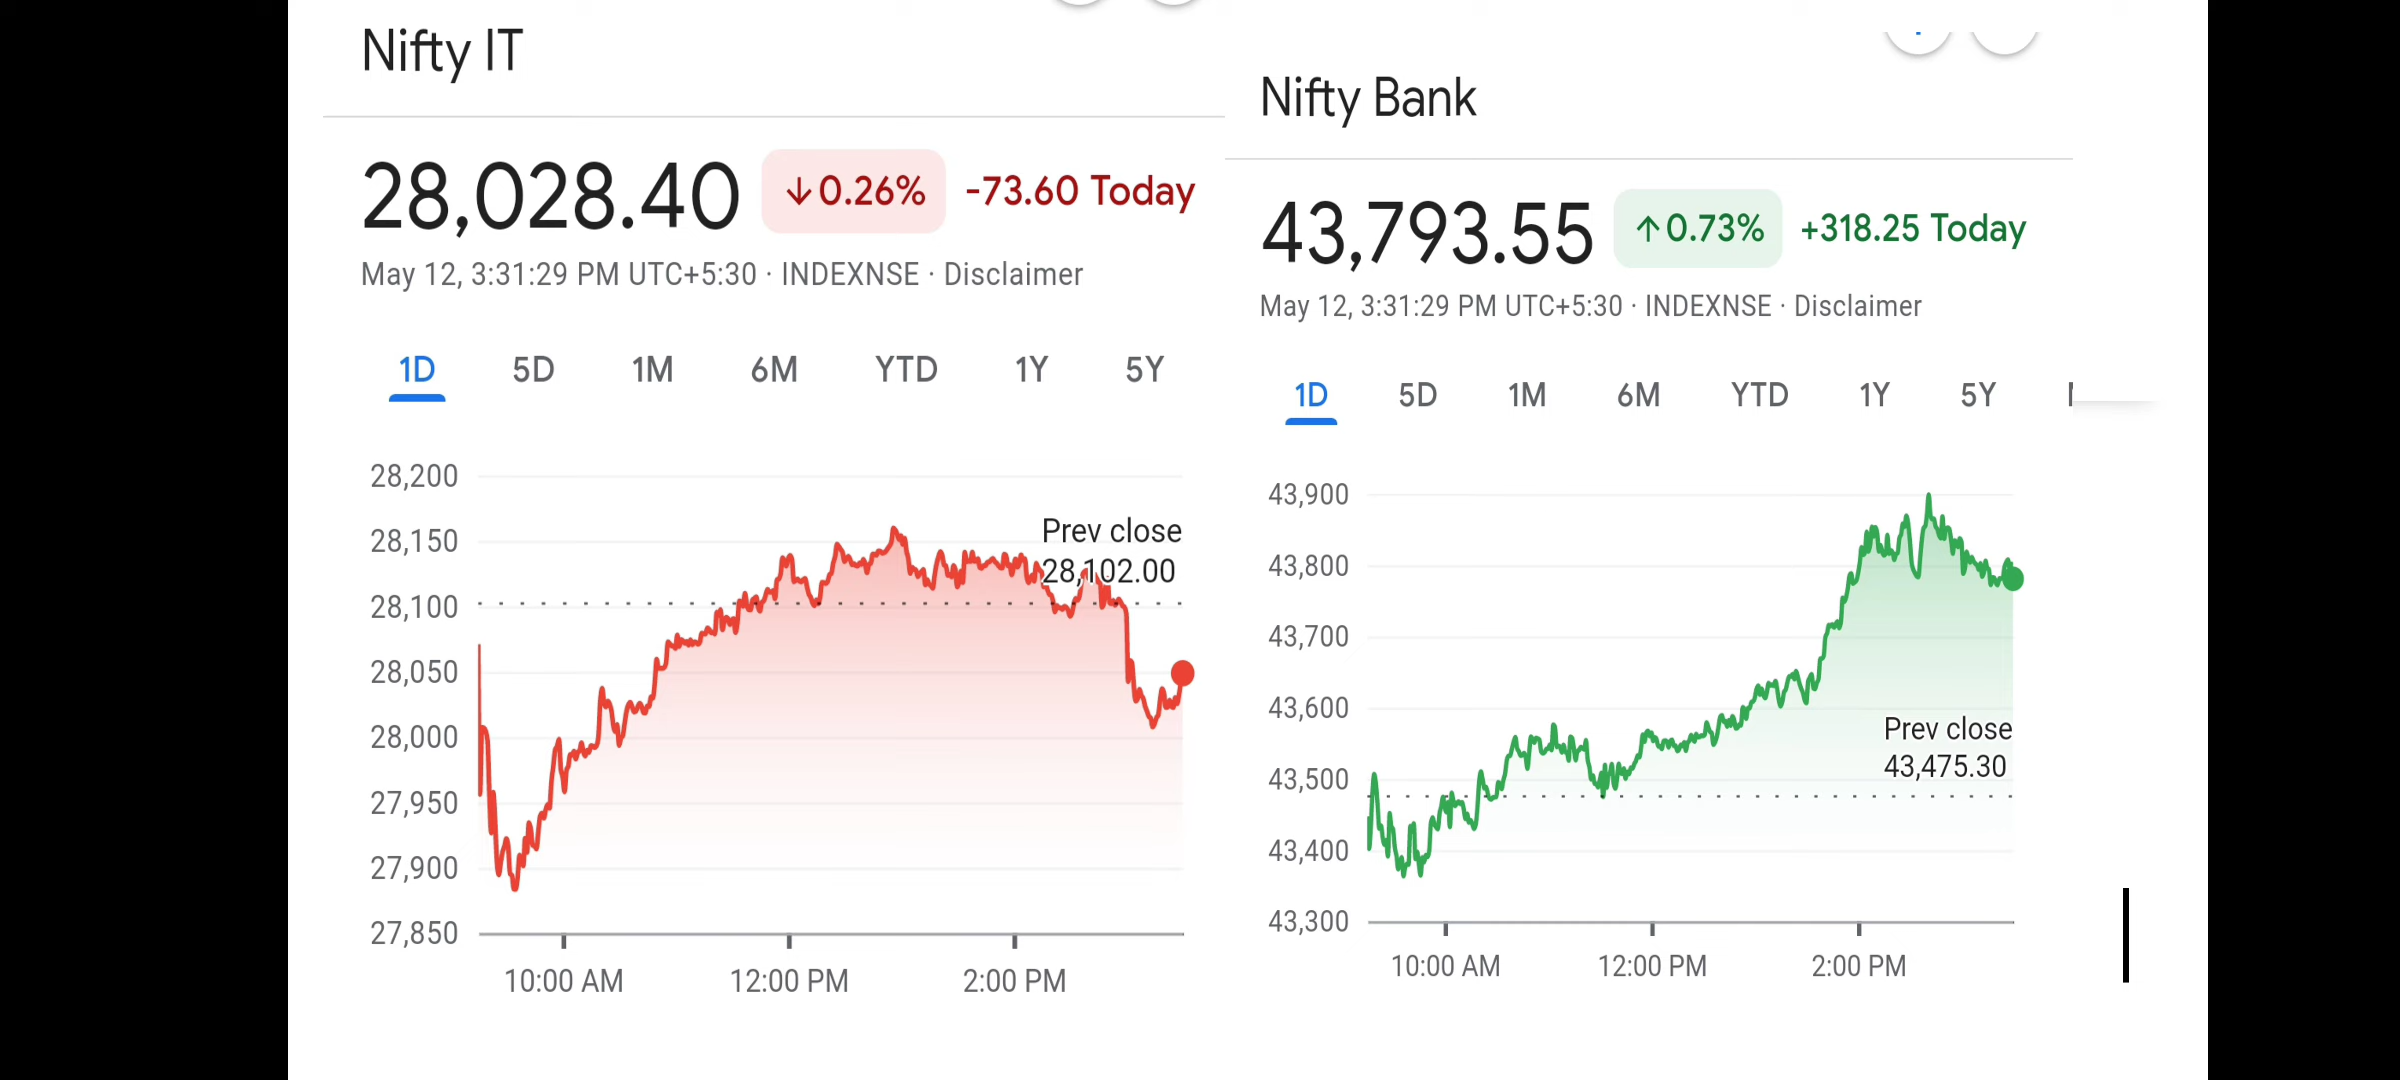 Nifty IT
28,028.40 ↓0.26% -73.60 Today
May 12, 3:31:29 PM UTC+5:30 · INDEXNSE · Disclaimer
1D 5D 1M 6M YTD 1Y 5Y
28,200
28,150
28,100
28,050
28,000
27,950
27,900
27,850
Prev close
28,102.00
10:00 AM 12:00 PM 2:00 PM
Nifty Bank
43,793.55 ↑0.73% +318.25 Today
May 12, 3:31:29 PM UTC+5:30 · INDEXNSE · Disclaimer
1D 5D 1M 6M YTD 1Y 5Y
43,900
43,800
43,700
43,600
43,500
43,400
43,300
Prev close
43,475.30
10:00 AM 12:00 PM 2:00 PM